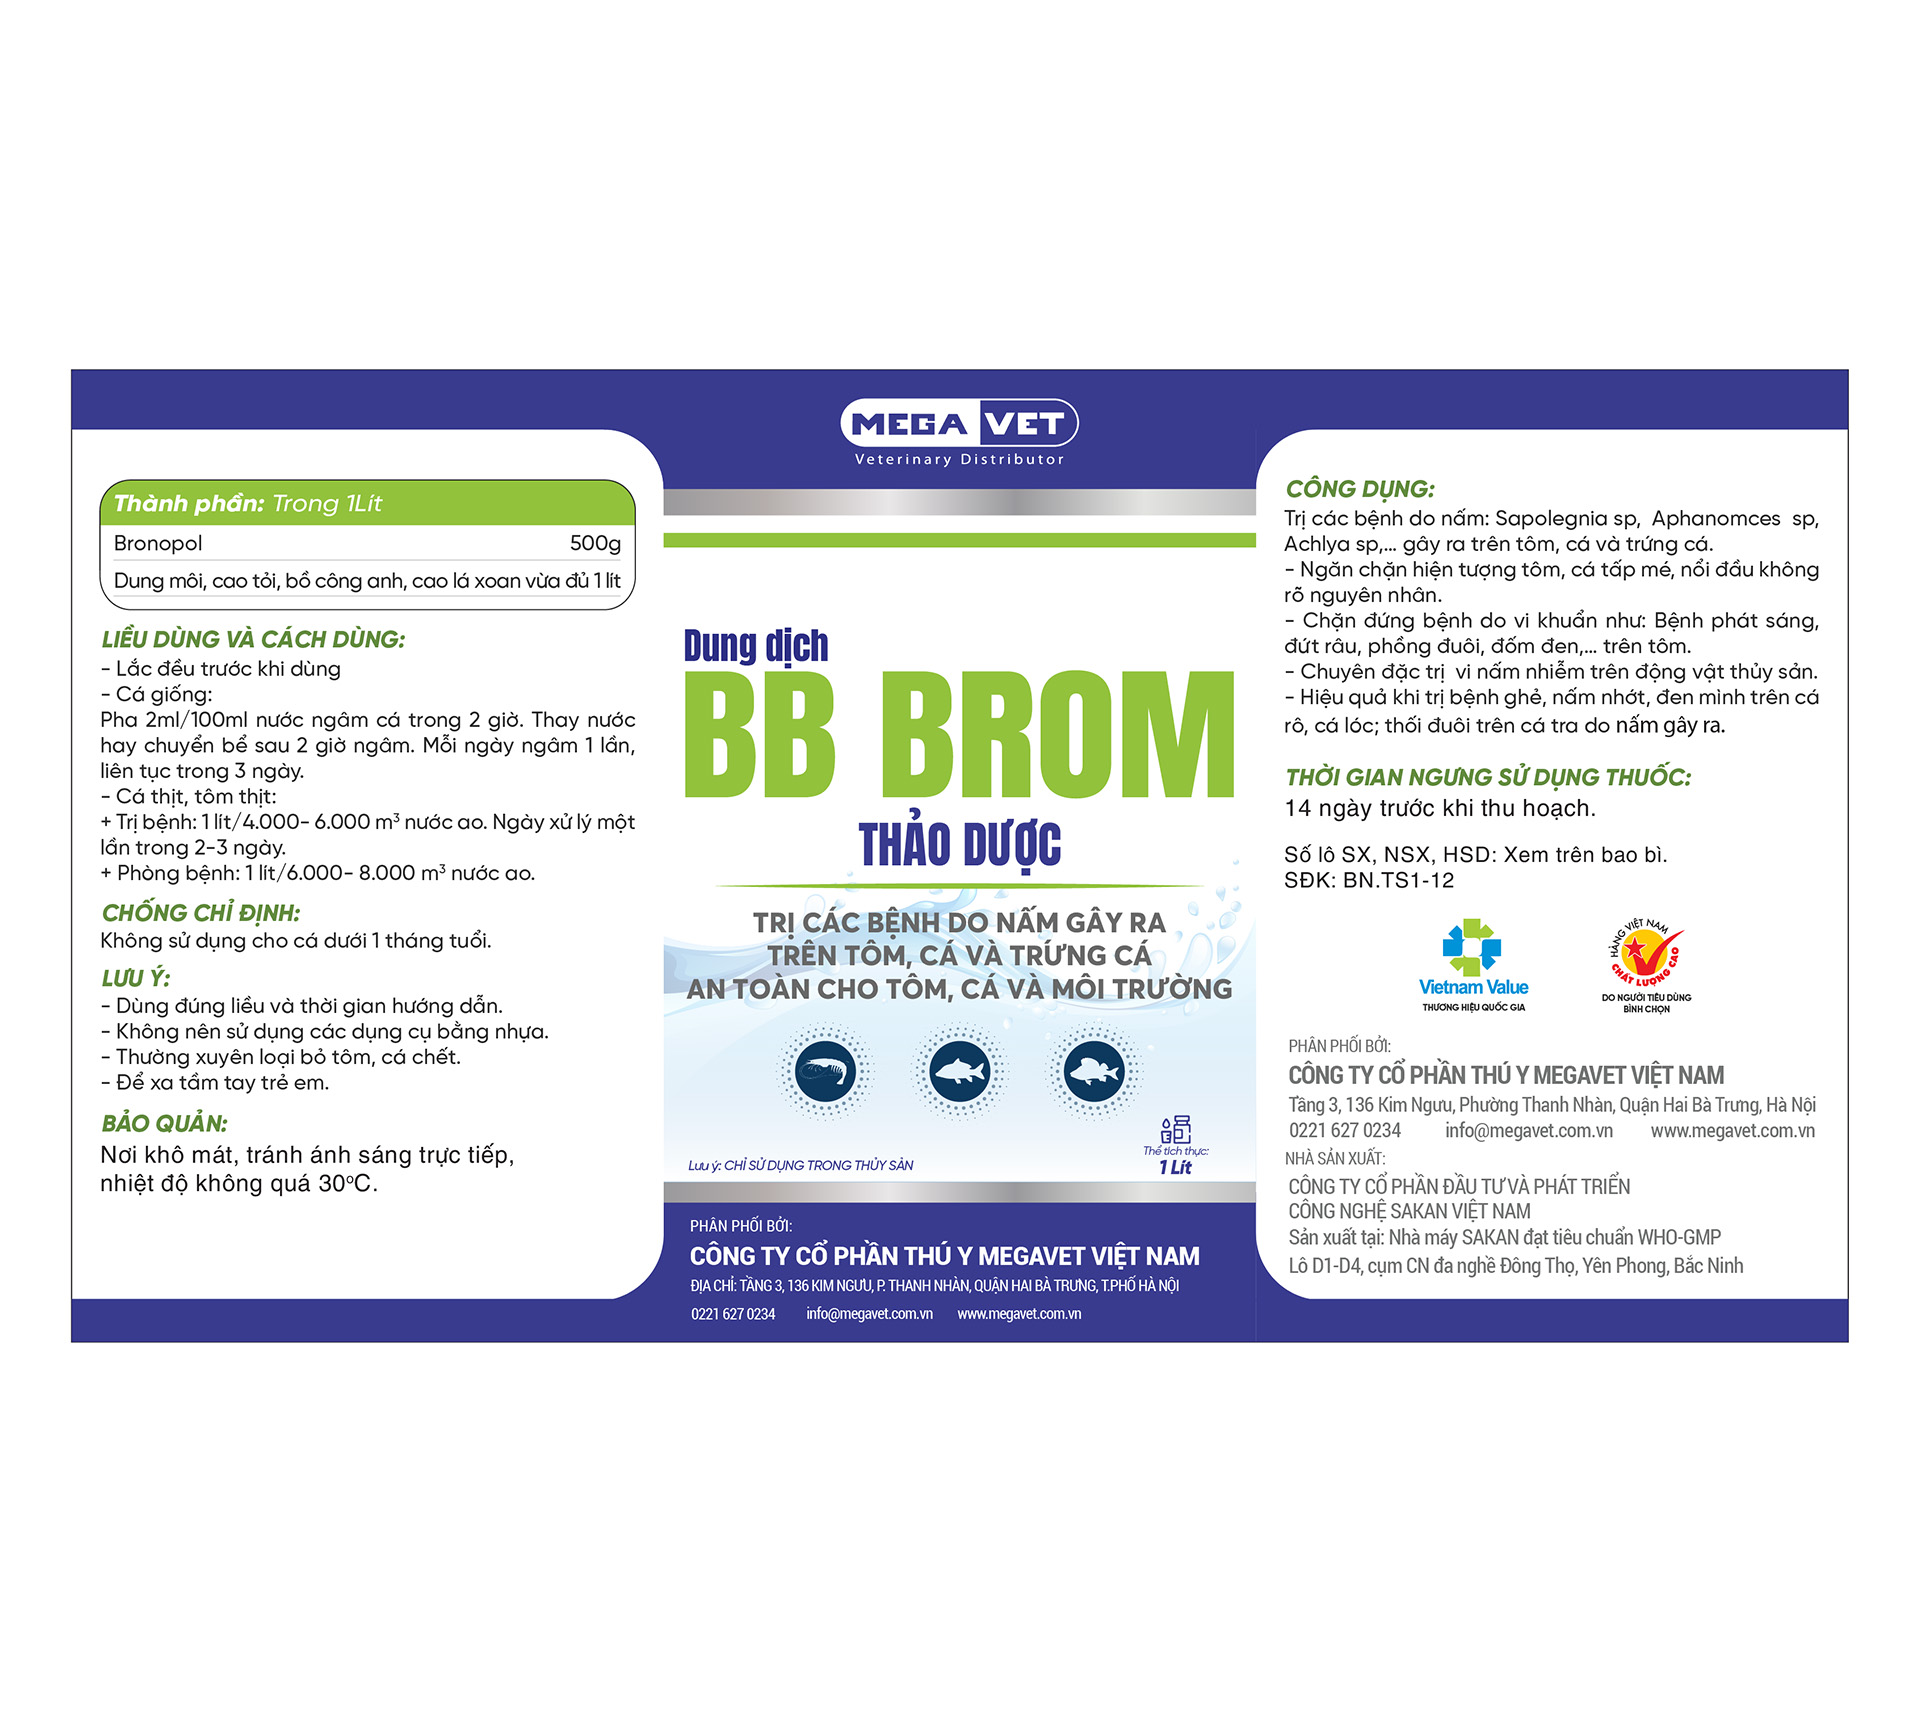 Thành phần: Trong 1Lít
Bronopol 500g
Dung môi, cao tỏi, bồ công anh, cao lá xoan vừa đủ 1 lít
LIỀU DÙNG VÀ CÁCH DÙNG:
- Lắc đều trước khi dùng
- Cá giống:
Pha 2ml/100ml nước ngâm cá trong 2 giờ. Thay nước
hay chuyển bể sau 2 giờ ngâm. Mỗi ngày ngâm 1 lần,
liên tục trong 3 ngày.
- Cá thịt, tôm thịt:
+ Trị bệnh: 1 lít/4.000- 6.000 m³ nước ao. Ngày xử lý một
lần trong 2-3 ngày.
+ Phòng bệnh: 1 lít/6.000- 8.000 m³ nước ao.
CHỐNG CHỈ ĐỊNH:
Không sử dụng cho cá dưới 1 tháng tuổi.
LƯU Ý:
- Dùng đúng liều và thời gian hướng dẫn.
- Không nên sử dụng các dụng cụ bằng nhựa.
- Thường xuyên loại bỏ tôm, cá chết.
- Để xa tầm tay trẻ em.
BẢO QUẢN:
Nơi khô mát, tránh ánh sáng trực tiếp,
nhiệt độ không quá 30ºC.
MEGA VET
Veterinary Distributor
Dung dịch
BB BROM
THẢO DƯỢC
TRỊ CÁC BỆNH DO NẤM GÂY RA
TRÊN TÔM, CÁ VÀ TRỨNG CÁ
AN TOÀN CHO TÔM, CÁ VÀ MÔI TRƯỜNG
Thể tích thực:
1 Lít
Lưu ý: CHỈ SỬ DỤNG TRONG THỦY SẢN
PHÂN PHỐI BỞI:
CÔNG TY CỔ PHẦN THÚ Y MEGAVET VIỆT NAM
ĐỊA CHỈ: TẦNG 3, 136 KIM NGƯU, P. THANH NHÀN, QUẬN HAI BÀ TRƯNG, T.PHỐ HÀ NỘI
0221 627 0234 info@megavet.com.vn www.megavet.com.vn
CÔNG DỤNG:
Trị các bệnh do nấm: Sapolegnia sp, Aphanomces sp,
Achlya sp,... gây ra trên tôm, cá và trứng cá.
- Ngăn chặn hiện tượng tôm, cá tấp mé, nổi đầu không
rõ nguyên nhân.
- Chặn đứng bệnh do vi khuẩn như: Bệnh phát sáng,
đứt râu, phồng đuôi, đốm đen,... trên tôm.
- Chuyên đặc trị vi nấm nhiễm trên động vật thủy sản.
- Hiệu quả khi trị bệnh ghẻ, nấm nhớt, đen mình trên cá
rô, cá lóc; thối đuôi trên cá tra do nấm gây ra.
THỜI GIAN NGƯNG SỬ DỤNG THUỐC:
14 ngày trước khi thu hoạch.
Số lô SX, NSX, HSD: Xem trên bao bì.
SĐK: BN.TS1-12
Vietnam Value
THƯƠNG HIỆU QUỐC GIA
HÀNG VIỆT NAM
CHẤT LƯỢNG CAO
DO NGƯỜI TIÊU DÙNG
BÌNH CHỌN
PHÂN PHỐI BỞI:
CÔNG TY CỔ PHẦN THÚ Y MEGAVET VIỆT NAM
Tầng 3, 136 Kim Ngưu, Phường Thanh Nhàn, Quận Hai Bà Trưng, Hà Nội
0221 627 0234 info@megavet.com.vn www.megavet.com.vn
NHÀ SẢN XUẤT:
CÔNG TY CỔ PHẦN ĐẦU TƯ VÀ PHÁT TRIỂN
CÔNG NGHỆ SAKAN VIỆT NAM
Sản xuất tại: Nhà máy SAKAN đạt tiêu chuẩn WHO-GMP
Lô D1-D4, cụm CN đa nghề Đông Thọ, Yên Phong, Bắc Ninh